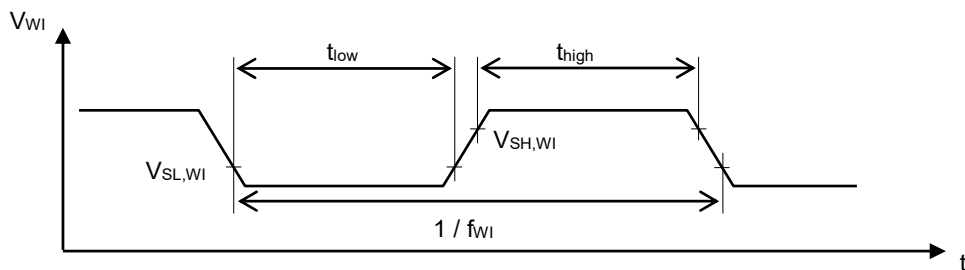 VWI
tlow
thigh
VSH,WI
VSL,WI
1 / fWI
t